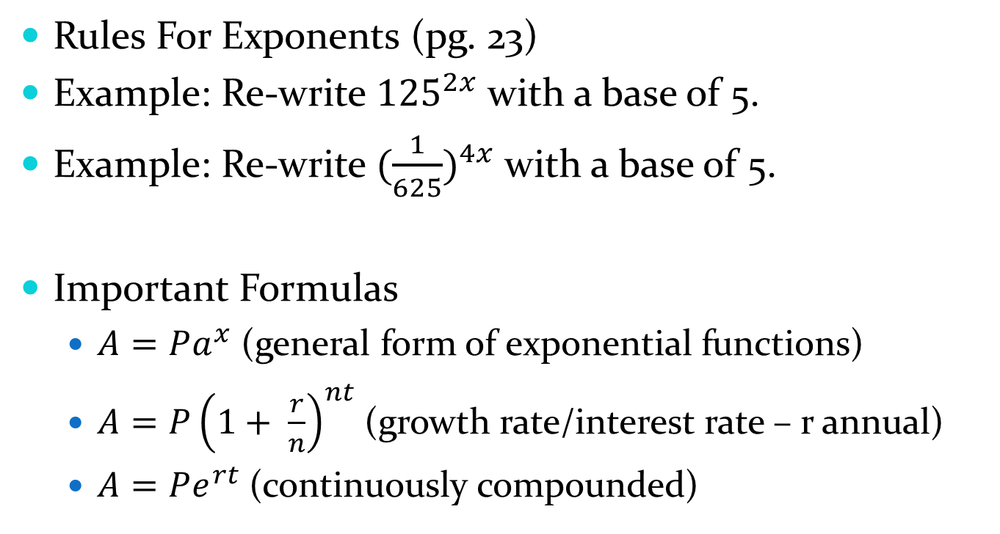 • Rules For Exponents (pg. 23)
• Example: Re-write 125^{2x} with a base of 5.
• Example: Re-write (\frac{1}{625})^{4x} with a base of 5.
• Important Formulas
• A = Pa^x (general form of exponential functions)
• A = P(1 + \frac{r}{n})^{nt} (growth rate/interest rate – r annual)
• A = Pe^{rt} (continuously compounded)